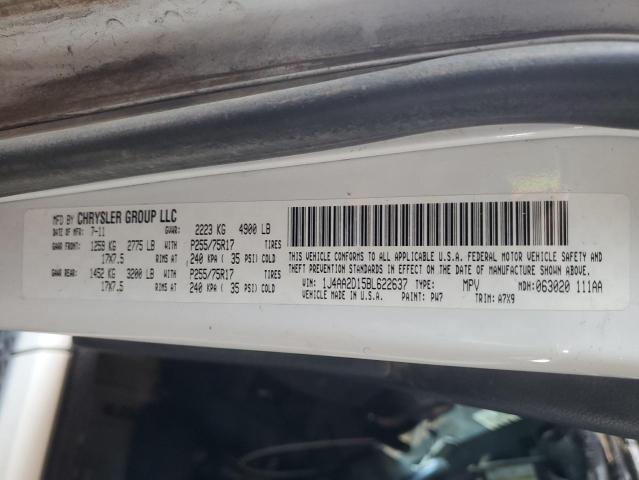 MFD BY CHRYSLER GROUP LLC
DATE OF MFR 7-11 GVWR 2223 KG 4900 LB
GAWR FRONT: 1259 KG 2775 LB WITH P255/75R17 TIRES
17X7.5 RIMS AT 240 KPA ( 35 PSI) COLD
GAWR REAR: 1452 KG 3200 LB WITH P255/75R17 TIRES
17X7.5 RIMS AT 240 KPA ( 35 PSI) COLD
THIS VEHICLE CONFORMS TO ALL APPLICABLE U.S.A. FEDERAL MOTOR VEHICLE SAFETY AND
THEFT PREVENTION STANDARDS IN EFFECT ON THE DATE OF MANUFACTURE SHOWN ABOVE.
VIN: 1J4AA2D15BL622637 TYPE: MPV MDH: 063020 111AA
VEHICLE MADE IN U.S.A. PAINT: PW7 TRIM: A7X9